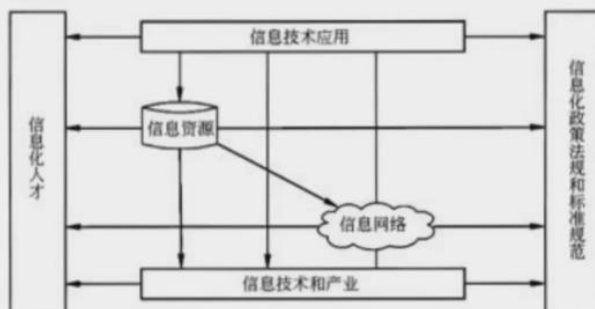 信息技术应用
信息资源
信息网络
信息技术和产业
信息化人才
信息化政策法规和标准规范